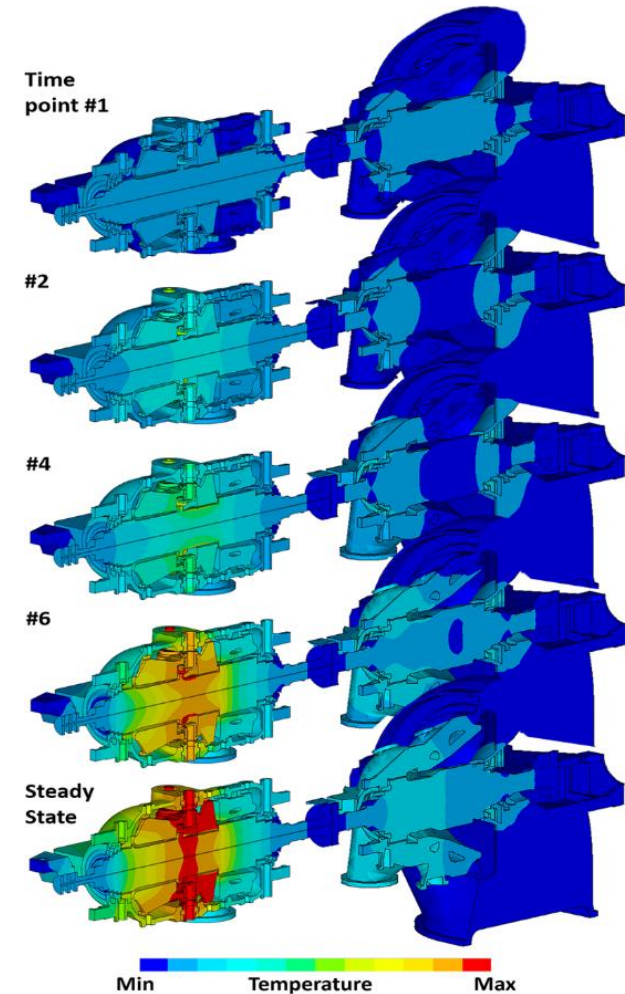 Time
point #1
#2
#4
#6
Steady
State
Min Temperature Max